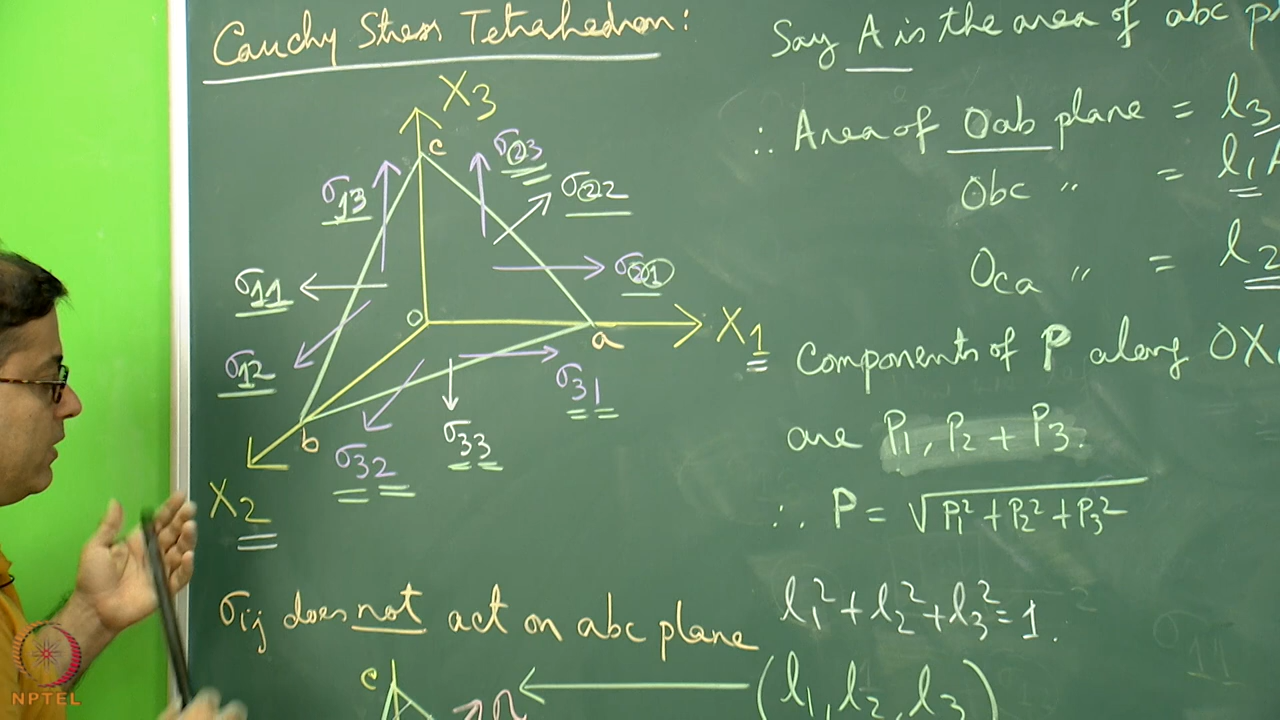 Cauchy Stress Tetrahedron:
X3
c
σ23
σ13
σ22
σ11
σ21
o
a
X1
σ12
σ31
b
σ32
σ33
X2
σij does not act on abc plane
c
Say A is the area of abc
∴ Area of Oab plane = l3
Obc " = l1A
Oca " = l2
Components of P along OX
are P1, P2 + P3.
∴ P = √P1² + P2² + P3²
l1² + l2² + l3² = 1.
(l1, l2, l3)
NPTEL